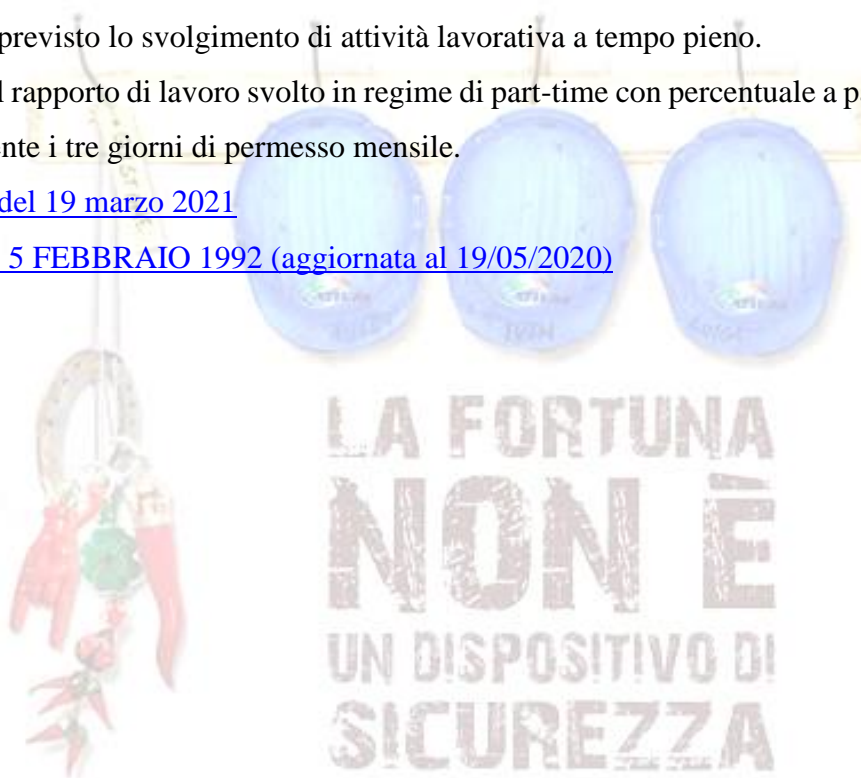 previsto lo svolgimento di attività lavorativa a tempo pieno.
l rapporto di lavoro svolto in regime di part-time con percentuale a p
nte i tre giorni di permesso mensile.
del 19 marzo 2021
5 FEBBRAIO 1992 (aggiornata al 19/05/2020)
IVIN
LUIGI
LA FORTUNA
NON È
UN DISPOSITIVO DI
SICUREZZA